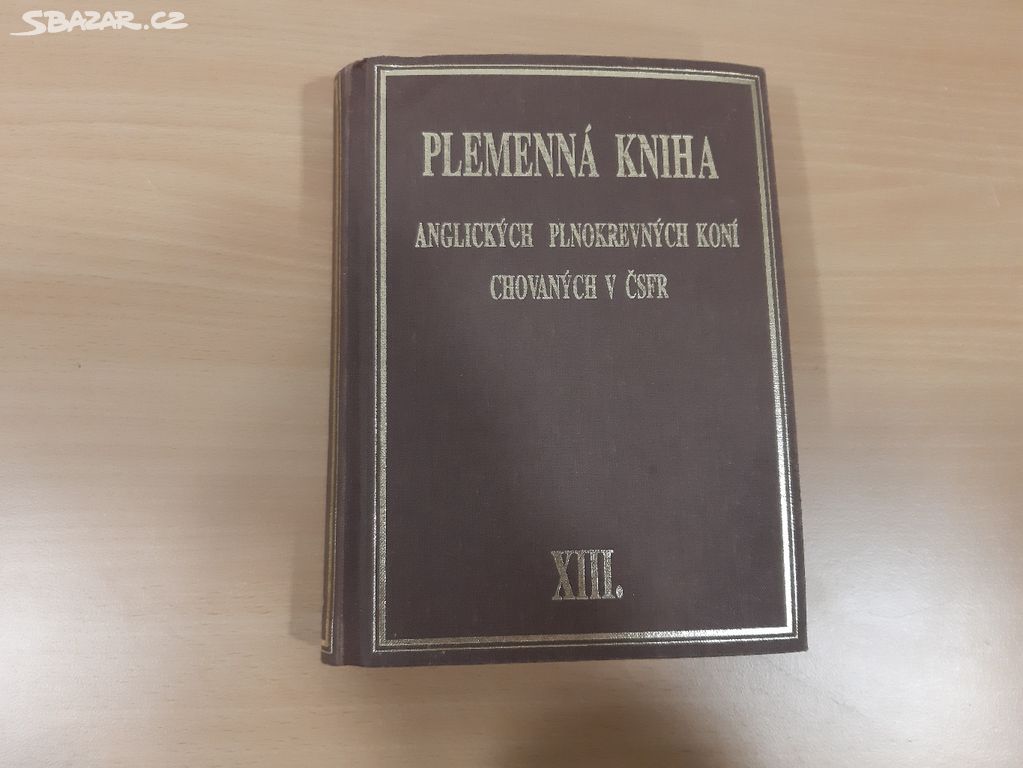 SBAZAR.CZ
PLEMENNÁ KNIHA
ANGLICKÝCH PLNOKREVNÝCH KONÍ
CHOVANÝCH V ČSFR
XIII.